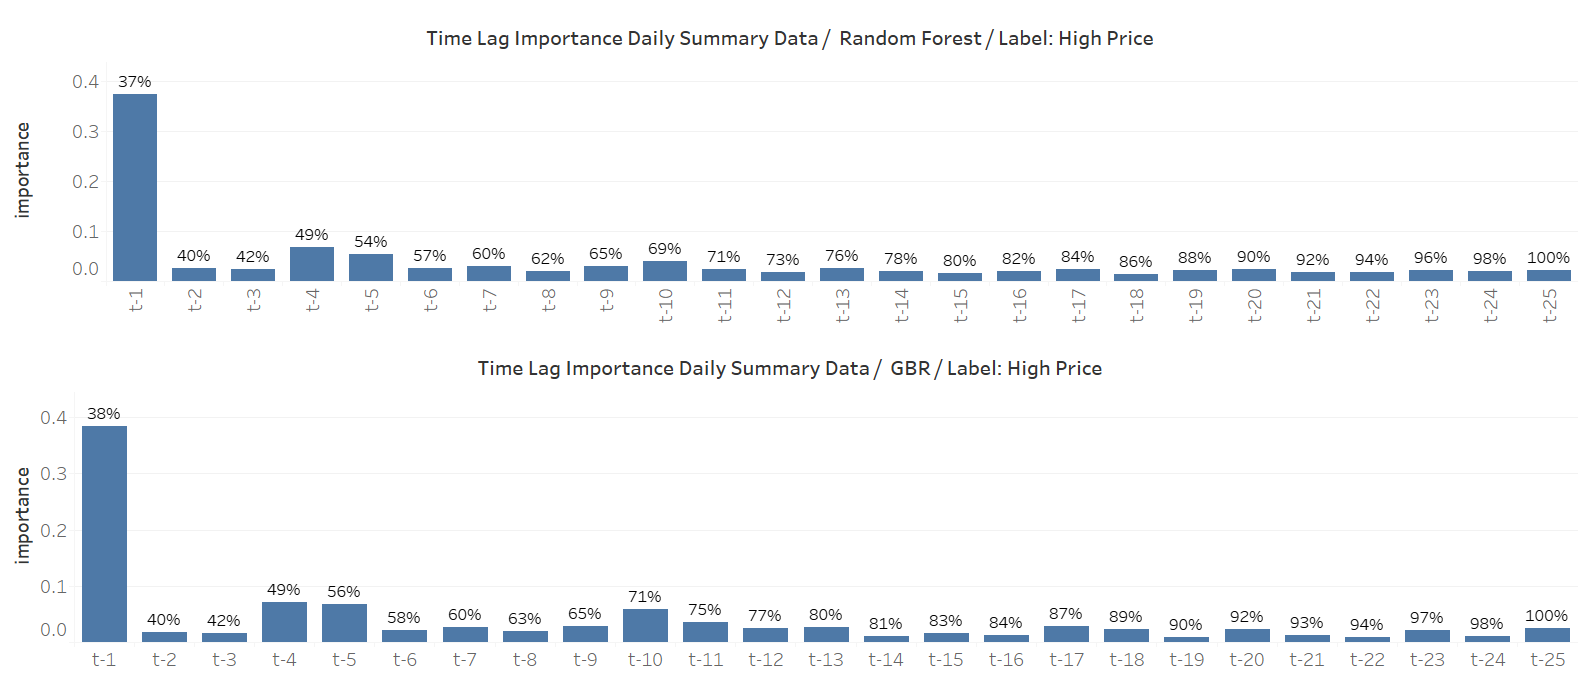 Time Lag Importance Daily Summary Data / Random Forest / Label: High Price
importance
0.4
0.3
0.2
0.1
0.0
37% 40% 42% 49% 54% 57% 60% 62% 65% 69% 71% 73% 76% 78% 80% 82% 84% 86% 88% 90% 92% 94% 96% 98% 100%
t-1 t-2 t-3 t-4 t-5 t-6 t-7 t-8 t-9 t-10 t-11 t-12 t-13 t-14 t-15 t-16 t-17 t-18 t-19 t-20 t-21 t-22 t-23 t-24 t-25
Time Lag Importance Daily Summary Data / GBR / Label: High Price
importance
0.4
0.3
0.2
0.1
0.0
38% 40% 42% 49% 56% 58% 60% 63% 65% 71% 75% 77% 80% 81% 83% 84% 87% 89% 90% 92% 93% 94% 97% 98% 100%
t-1 t-2 t-3 t-4 t-5 t-6 t-7 t-8 t-9 t-10 t-11 t-12 t-13 t-14 t-15 t-16 t-17 t-18 t-19 t-20 t-21 t-22 t-23 t-24 t-25